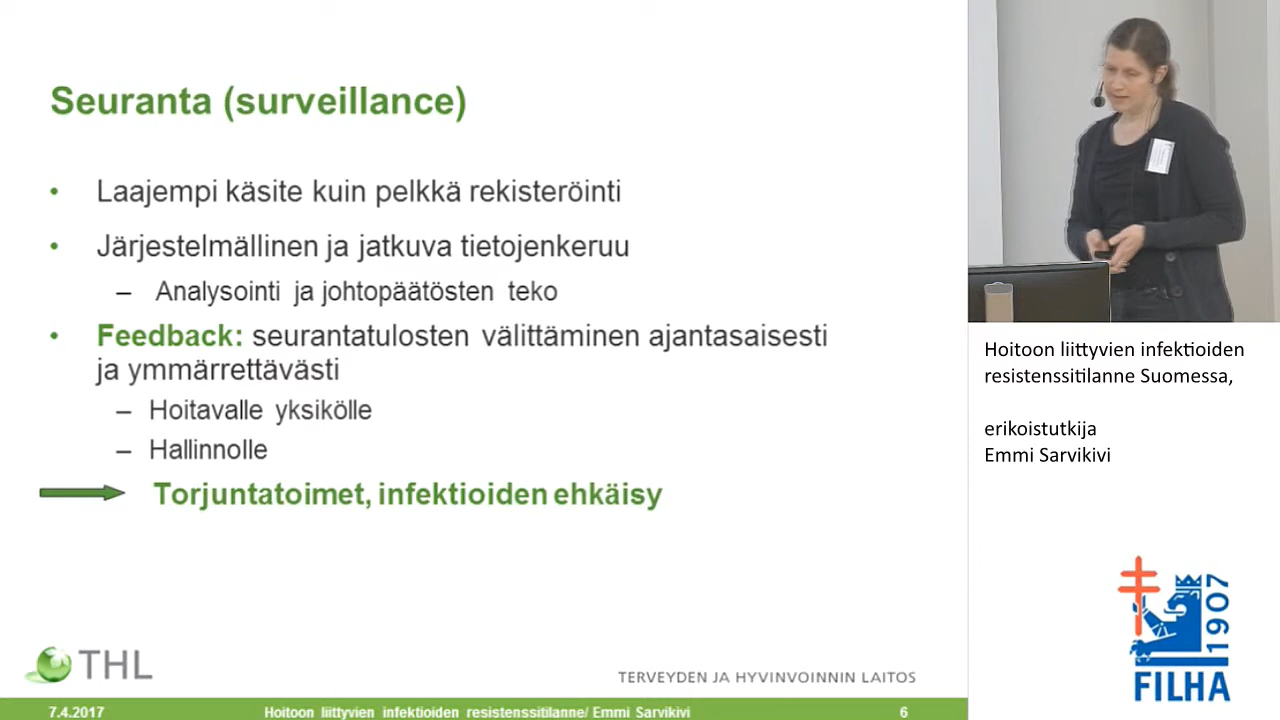 Seuranta (surveillance)
• Laajempi käsite kuin pelkkä rekisteröinti
• Järjestelmällinen ja jatkuva tietojenkeruu
– Analysointi ja johtopäätösten teko
• Feedback: seurantatulosten välittäminen ajantasaisesti
ja ymmärrettävästi
– Hoitavalle yksikölle
– Hallinnolle
Torjuntatoimet, infektioiden ehkäisy
THL
TERVEYDEN JA HYVINVOINNIN LAITOS
7.4.2017 Hoitoon liittyvien infektioiden resistenssitilanne/ Emmi Sarvikivi 6
Hoitoon liittyvien infektioiden
resistenssitilanne Suomessa,
erikoistutkija
Emmi Sarvikivi
1907
FILHA